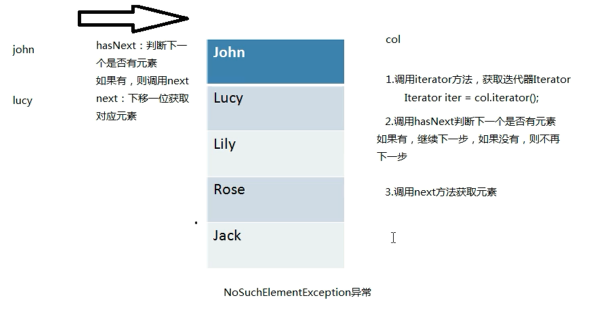 john
lucy
hasNext：判断下一
个是否有元素
如果有，则调用next
next：下移一位获取
对应元素
John
Lucy
Lily
Rose
Jack
col
1.调用iterator方法，获取迭代器Iterator
Iterator iter = col.iterator();
2.调用hasNext判断下一个是否有元素
如果有，继续下一步，如果没有，则不再
下一步
3.调用next方法获取元素
NoSuchElementException异常